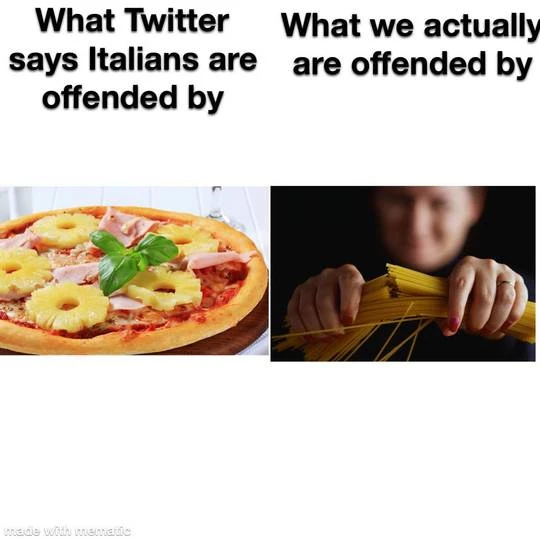 What Twitter
says Italians are
offended by
What we actually
are offended by
made with mematic